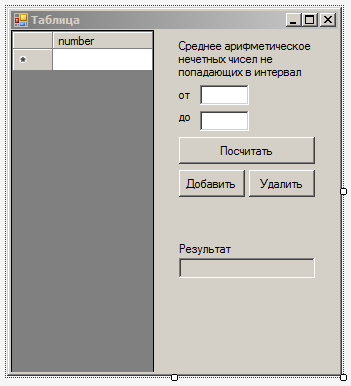 Таблица
number
*
Среднее арифметическое
нечетных чисел не
попадающих в интервал
от
до
Посчитать
Добавить Удалить
Результат